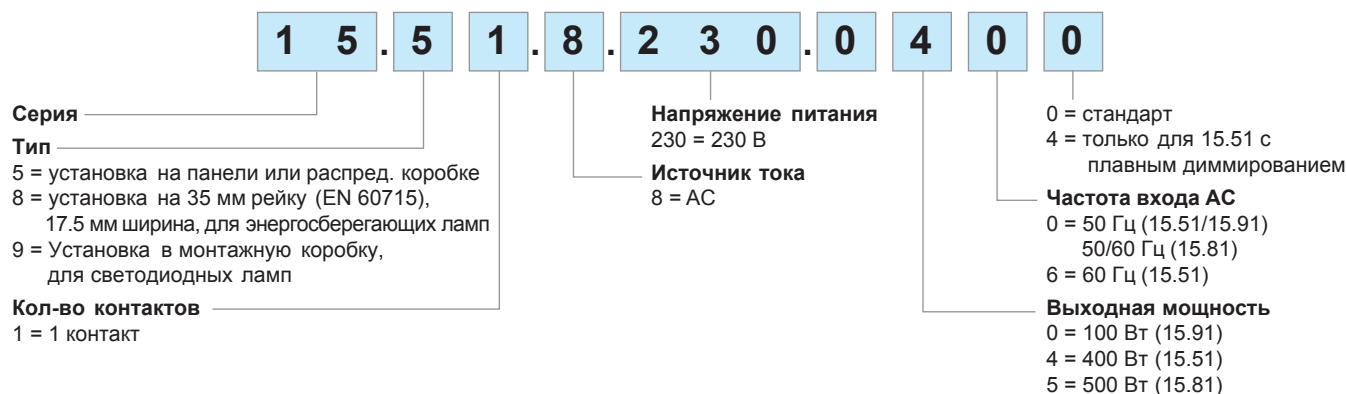 1 5 . 5 1 . 8 . 2 3 0 . 0 4 0 0
Серия
Тип
5 = установка на панели или распред. коробке
8 = установка на 35 мм рейку (EN 60715),
17.5 мм ширина, для энергосберегающих ламп
9 = Установка в монтажную коробку,
для светодиодных ламп
Кол-во контактов
1 = 1 контакт
Напряжение питания
230 = 230 В
Источник тока
8 = AC
0 = стандарт
4 = только для 15.51 с
плавным диммированием
Частота входа АС
0 = 50 Гц (15.51/15.91)
50/60 Гц (15.81)
6 = 60 Гц (15.51)
Выходная мощность
0 = 100 Вт (15.91)
4 = 400 Вт (15.51)
5 = 500 Вт (15.81)